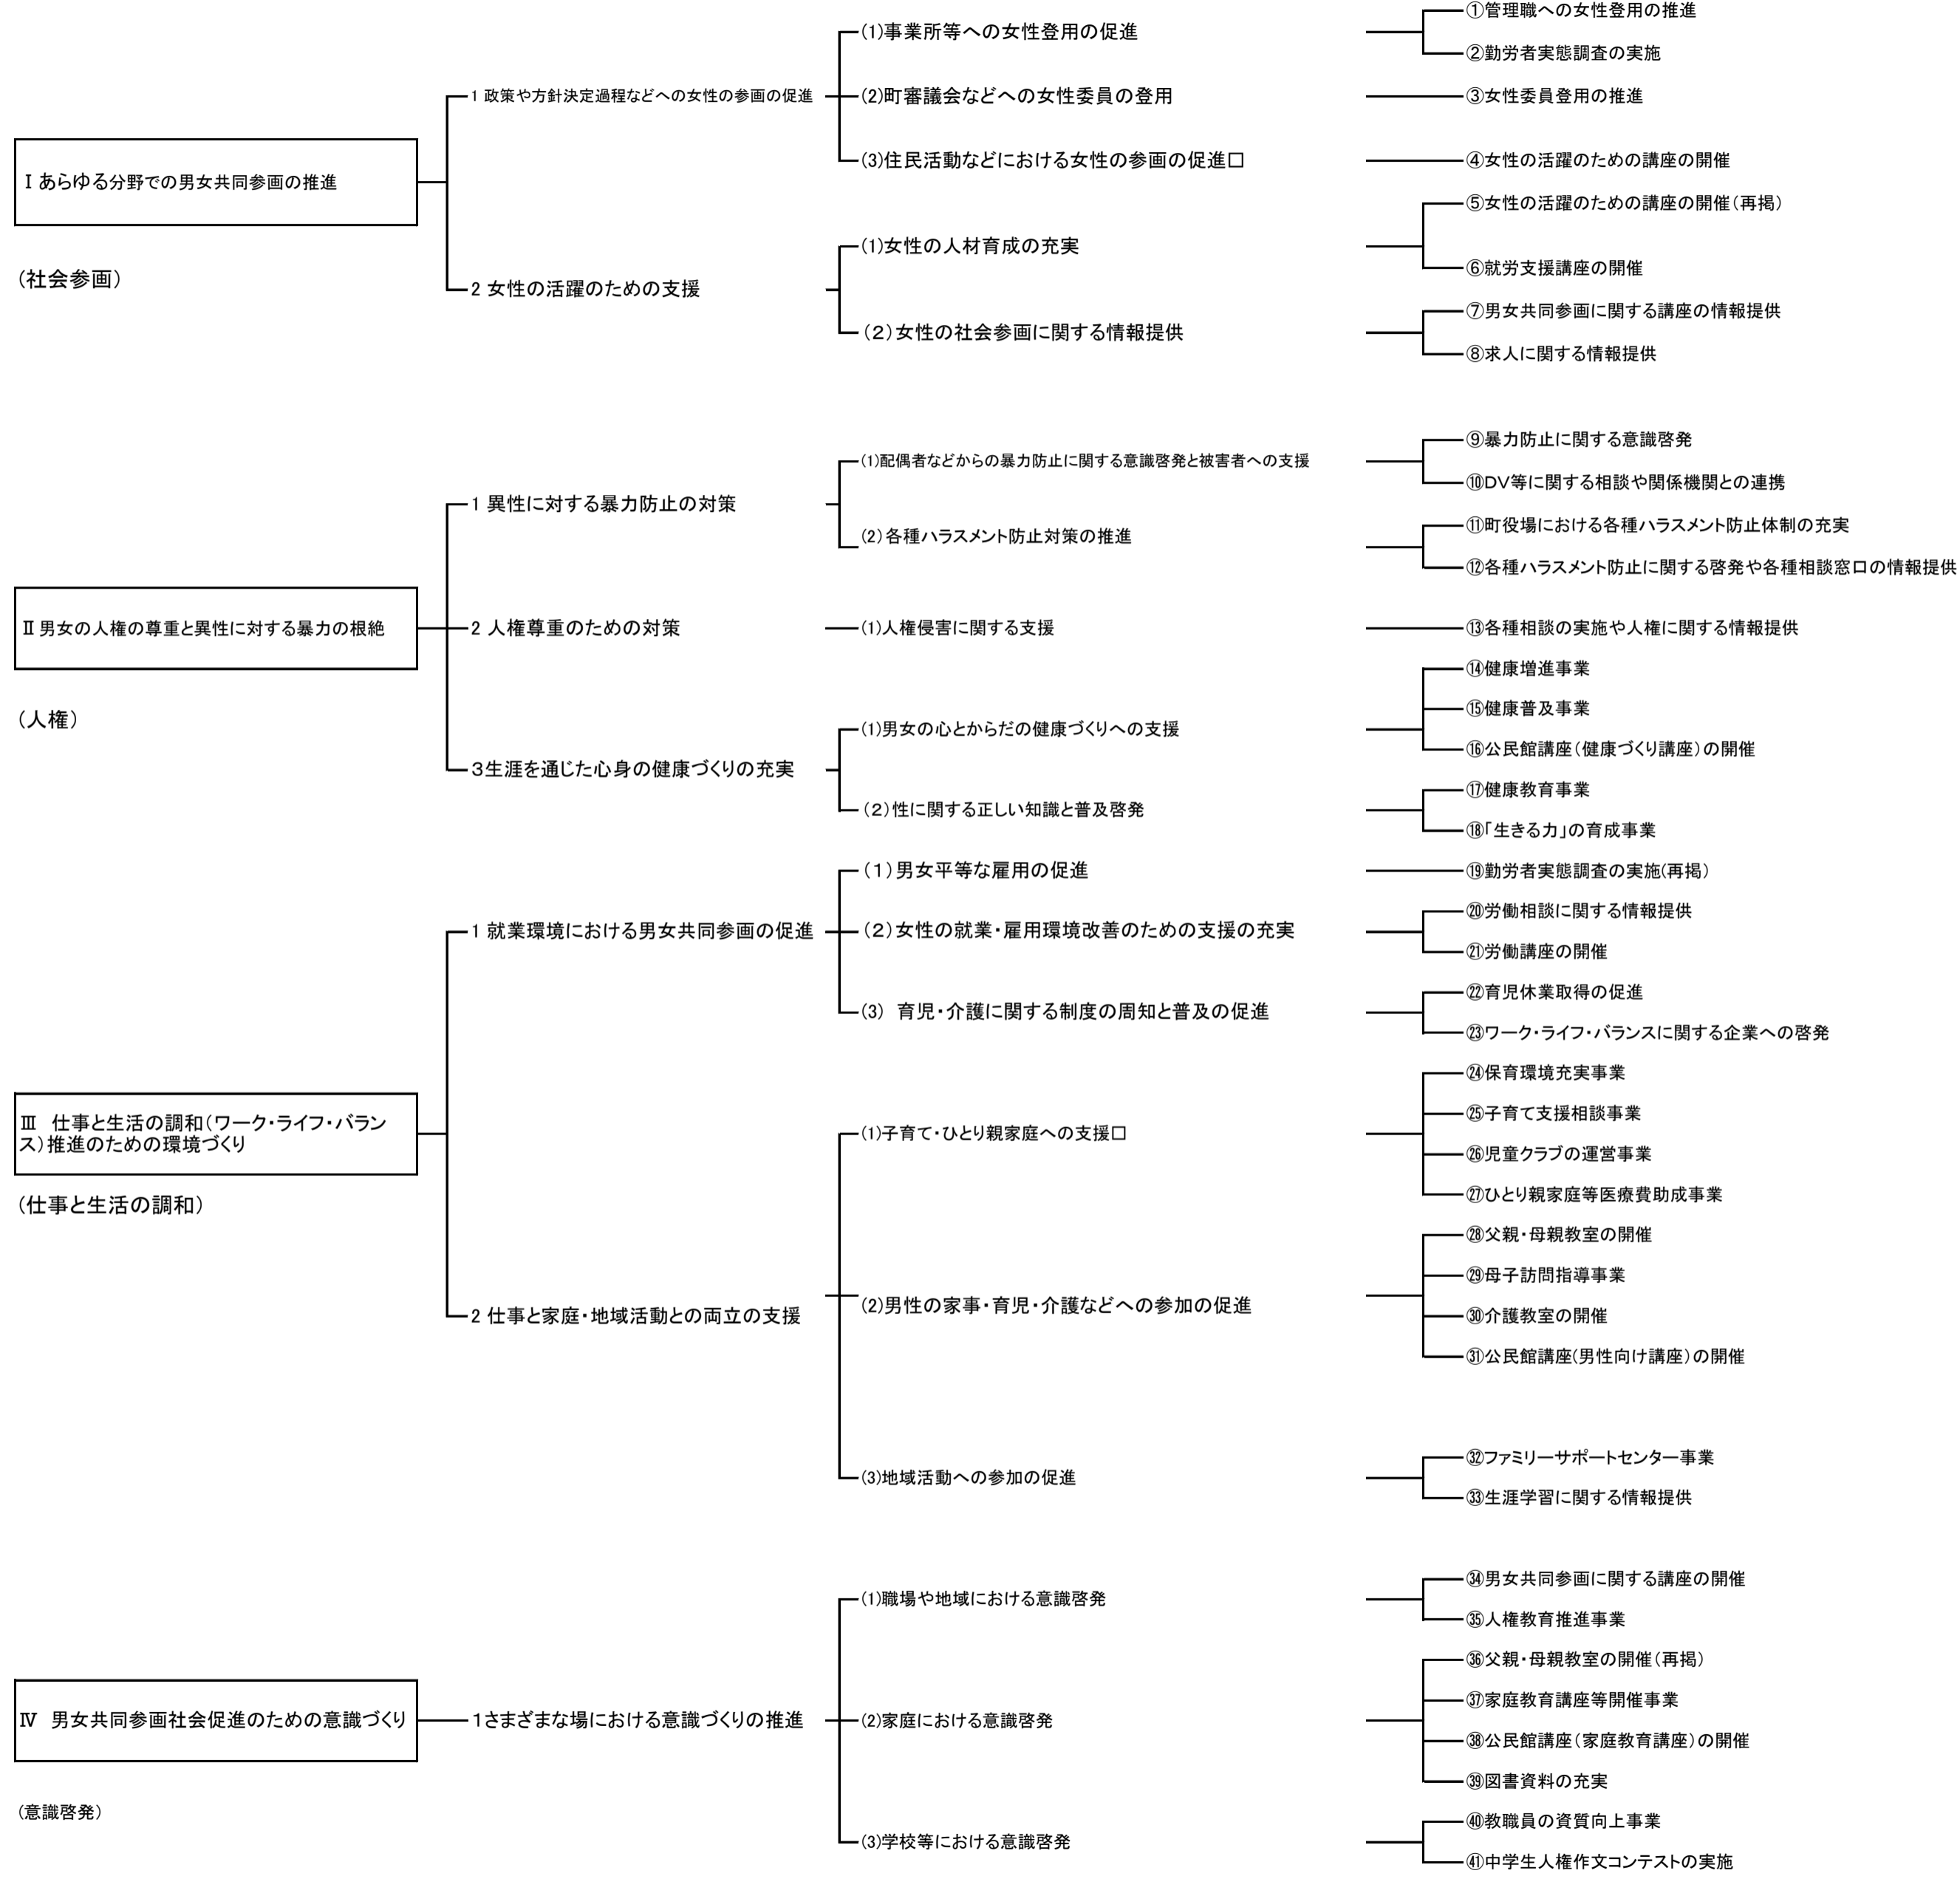 Ⅰあらゆる分野での男女共同参画の推進
（社会参画）
1 政策や方針決定過程などへの女性の参画の促進
(1)事業所等への女性登用の促進
①管理職への女性登用の推進
②勤労者実態調査の実施
(2)町審議会などへの女性委員の登用
③女性委員登用の推進
(3)住民活動などにおける女性の参画の促進□
④女性の活躍のための講座の開催
2 女性の活躍のための支援
(1)女性の人材育成の充実
⑤女性の活躍のための講座の開催（再掲）
⑥就労支援講座の開催
（2）女性の社会参画に関する情報提供
⑦男女共同参画に関する講座の情報提供
⑧求人に関する情報提供
Ⅱ男女の人権の尊重と異性に対する暴力の根絶
（人権）
1 異性に対する暴力防止の対策
(1)配偶者などからの暴力防止に関する意識啓発と被害者への支援
⑨暴力防止に関する意識啓発
⑩DV等に関する相談や関係機関との連携
(2)各種ハラスメント防止対策の推進
⑪町役場における各種ハラスメント防止体制の充実
⑫各種ハラスメント防止に関する啓発や各種相談窓口の情報提供
2 人権尊重のための対策
(1)人権侵害に関する支援
⑬各種相談の実施や人権に関する情報提供
3生涯を通じた心身の健康づくりの充実
(1)男女の心とからだの健康づくりへの支援
⑭健康増進事業
⑮健康普及事業
⑯公民館講座（健康づくり講座）の開催
（2）性に関する正しい知識と普及啓発
⑰健康教育事業
⑱「生きる力」の育成事業
Ⅲ　仕事と生活の調和（ワーク・ライフ・バラン
ス）推進のための環境づくり
（仕事と生活の調和）
1 就業環境における男女共同参画の促進
（1）男女平等な雇用の促進
⑲勤労者実態調査の実施(再掲）
（2）女性の就業・雇用環境改善のための支援の充実
⑳労働相談に関する情報提供
㉑労働講座の開催
(3)　育児・介護に関する制度の周知と普及の促進
㉒育児休業取得の促進
㉓ワーク・ライフ・バランスに関する企業への啓発
2 仕事と家庭・地域活動との両立の支援
(1)子育て・ひとり親家庭への支援□
㉔保育環境充実事業
㉕子育て支援相談事業
㉖児童クラブの運営事業
㉗ひとり親家庭等医療費助成事業
(2)男性の家事・育児・介護などへの参加の促進
㉘父親・母親教室の開催
㉙母子訪問指導事業
㉚介護教室の開催
㉛公民館講座(男性向け講座）の開催
(3)地域活動への参加の促進
㉜ファミリーサポートセンター事業
㉝生涯学習に関する情報提供
Ⅳ　男女共同参画社会促進のための意識づくり
（意識啓発）
1さまざまな場における意識づくりの推進
(1)職場や地域における意識啓発
㉞男女共同参画に関する講座の開催
㉟人権教育推進事業
(2)家庭における意識啓発
㊱父親・母親教室の開催（再掲）
㊲家庭教育講座等開催事業
㊳公民館講座（家庭教育講座）の開催
㊴図書資料の充実
(3)学校等における意識啓発
㊵教職員の資質向上事業
㊶中学生人権作文コンテストの実施